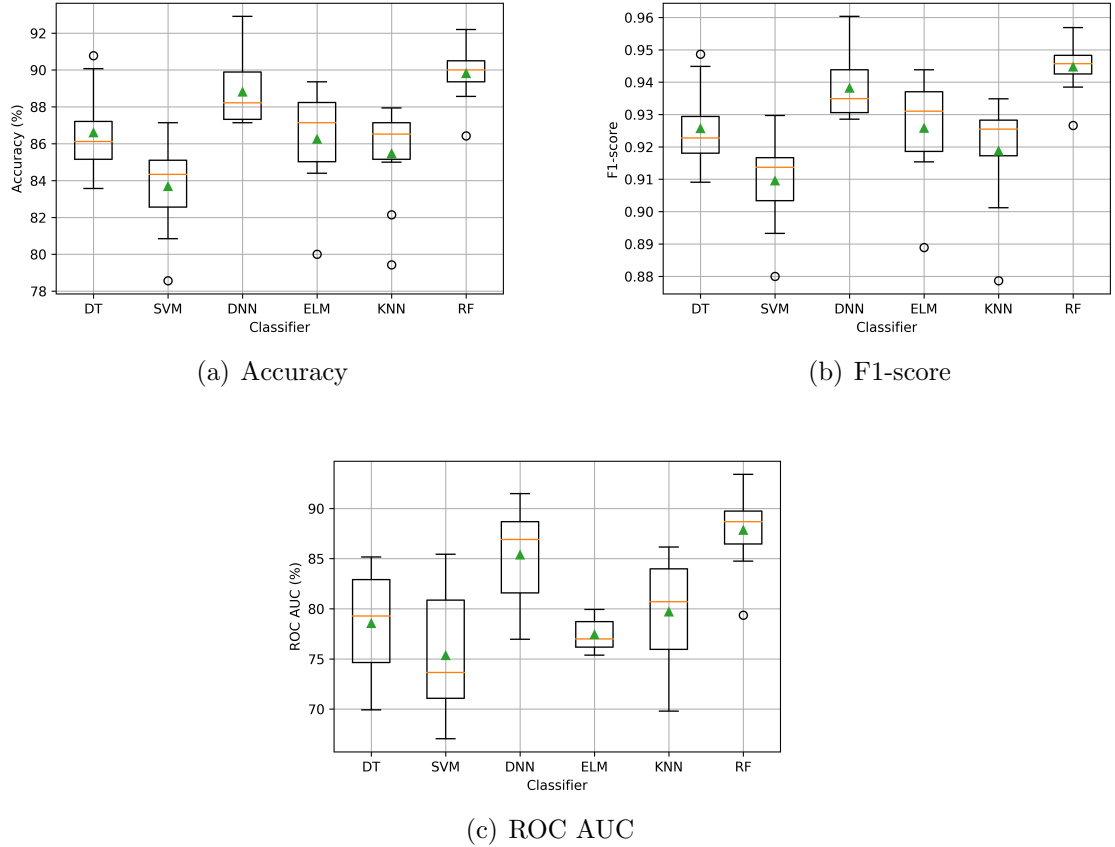 92
90
88
86
84
82
80
78
Accuracy (%)
DT SVM DNN ELM KNN RF
Classifier
(a) Accuracy
0.96
0.95
0.94
0.93
0.92
0.91
0.90
0.89
0.88
F1-score
DT SVM DNN ELM KNN RF
Classifier
(b) F1-score
90
85
80
75
70
ROC AUC (%)
DT SVM DNN ELM KNN RF
Classifier
(c) ROC AUC